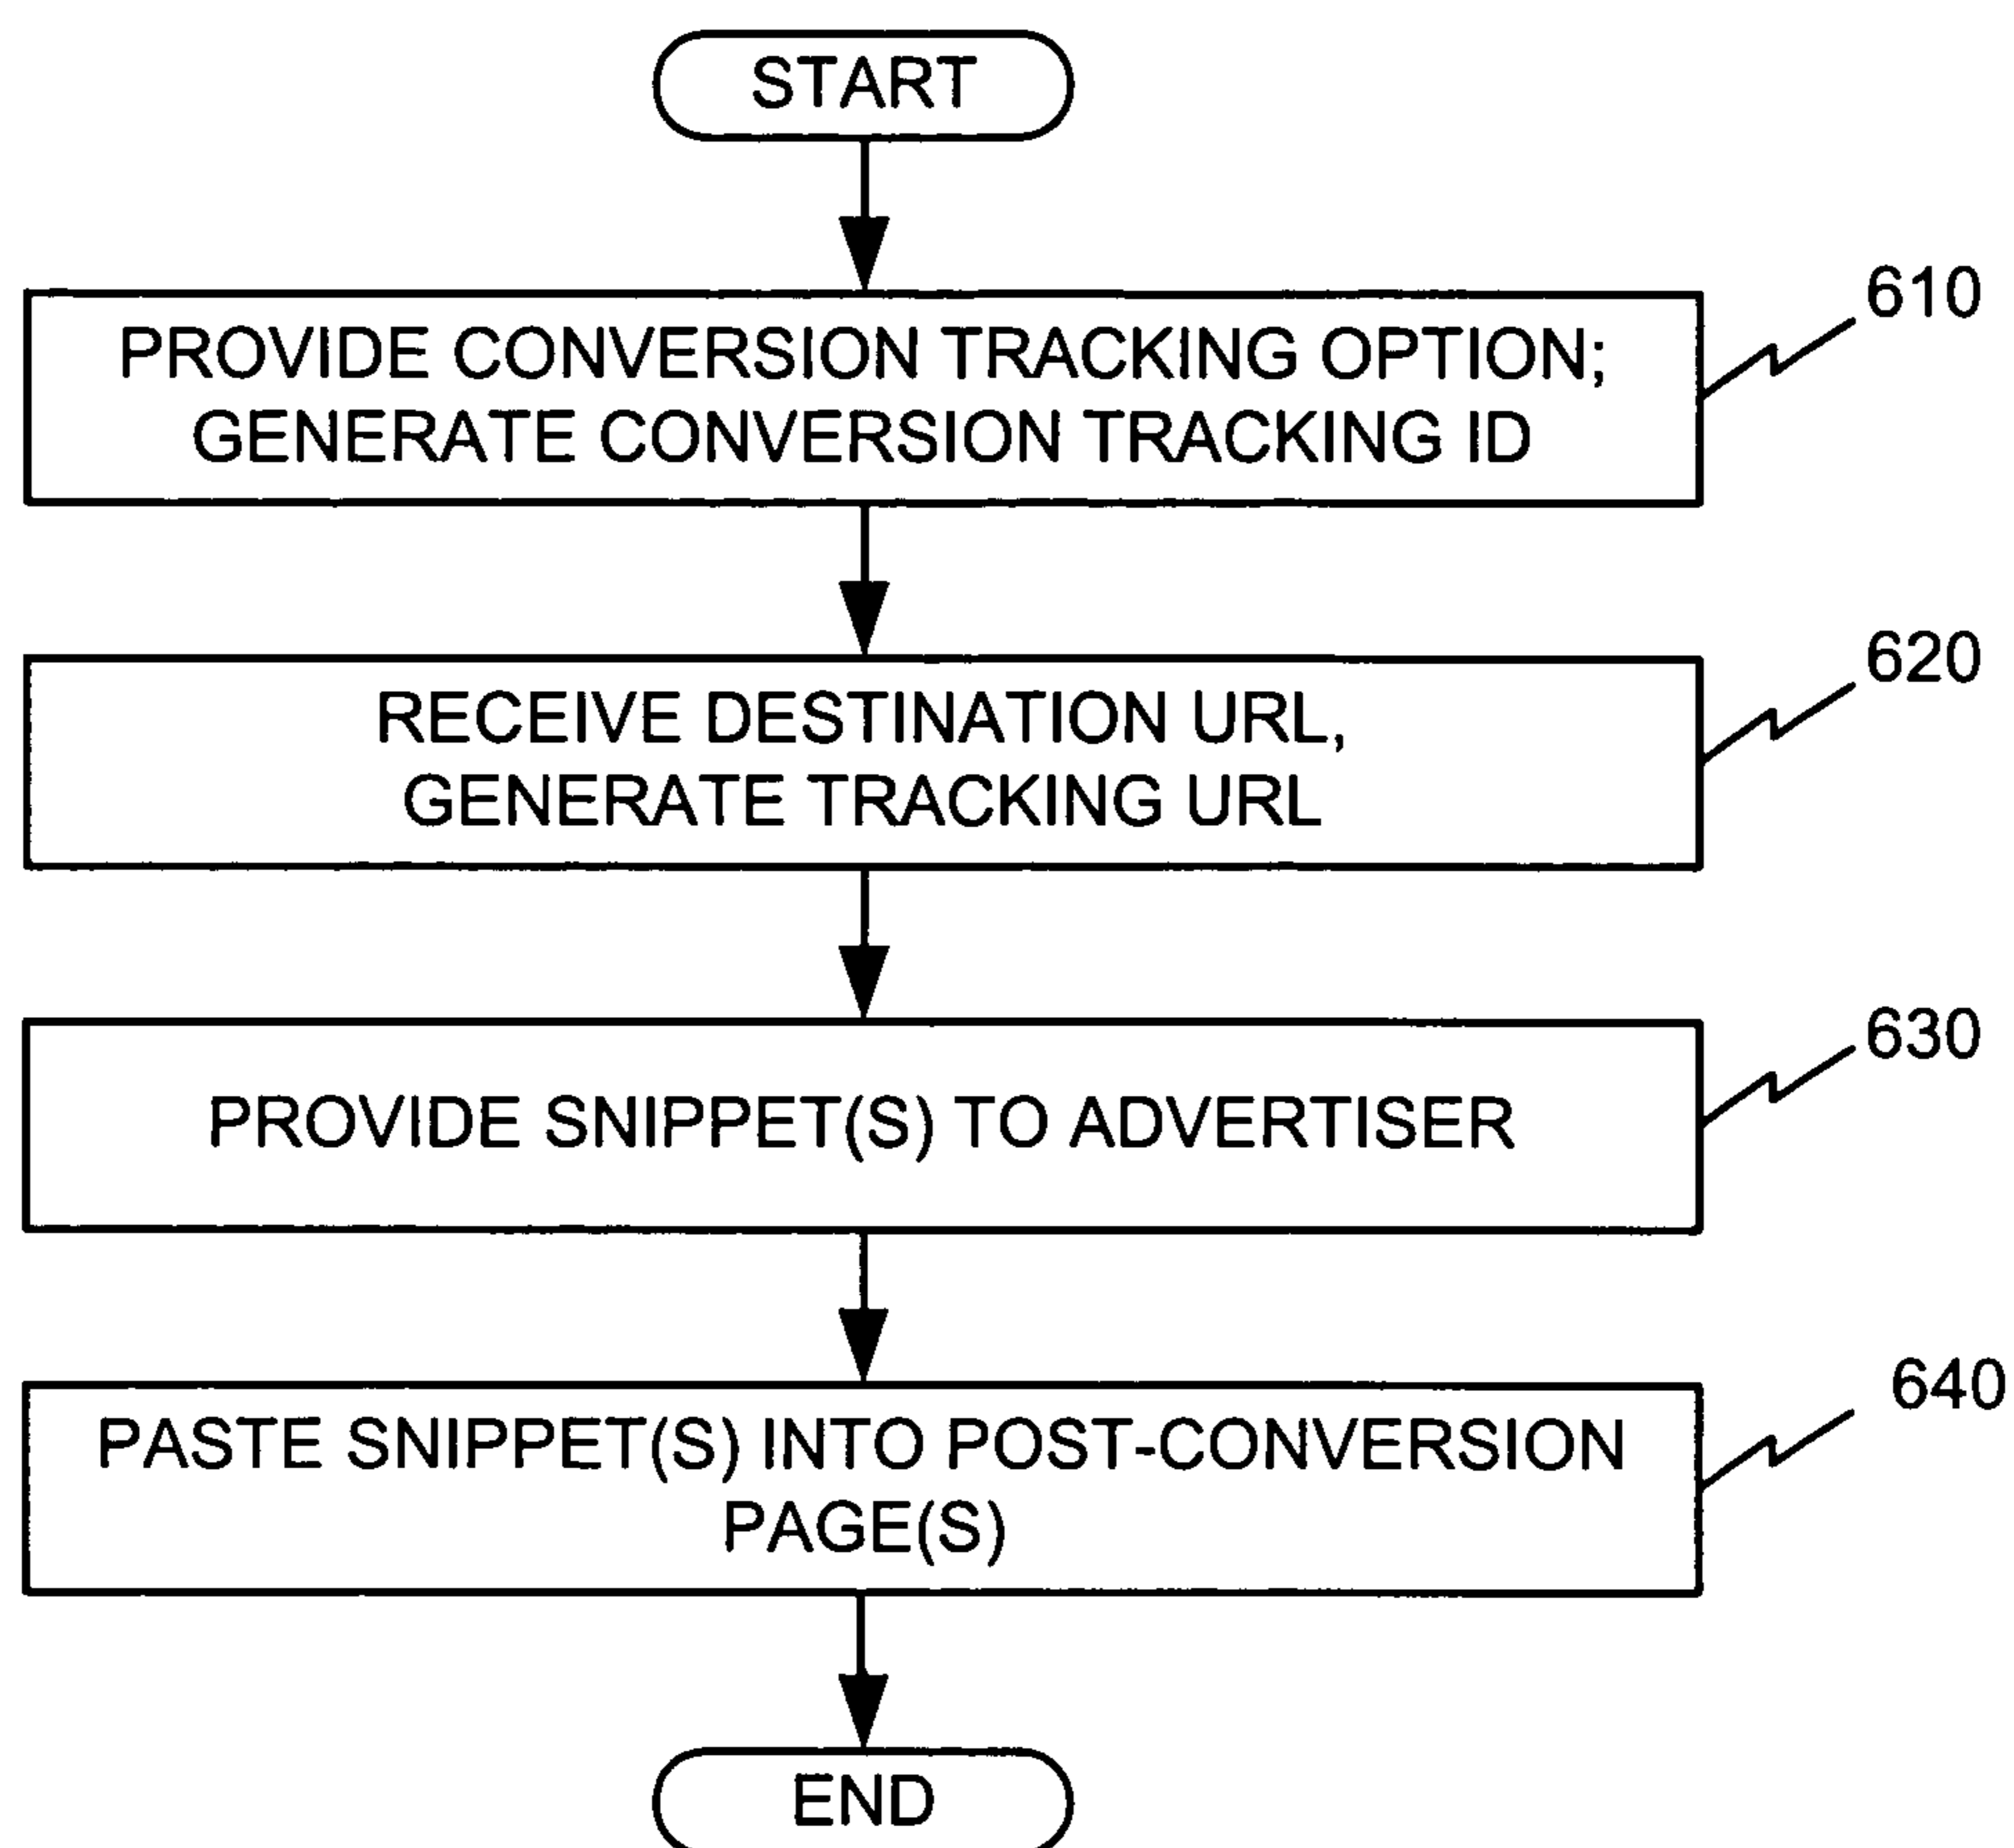 START
610
PROVIDE CONVERSION TRACKING OPTION;
GENERATE CONVERSION TRACKING ID
620
RECEIVE DESTINATION URL,
GENERATE TRACKING URL
630
PROVIDE SNIPPET(S) TO ADVERTISER
640
PASTE SNIPPET(S) INTO POST-CONVERSION
PAGE(S)
END